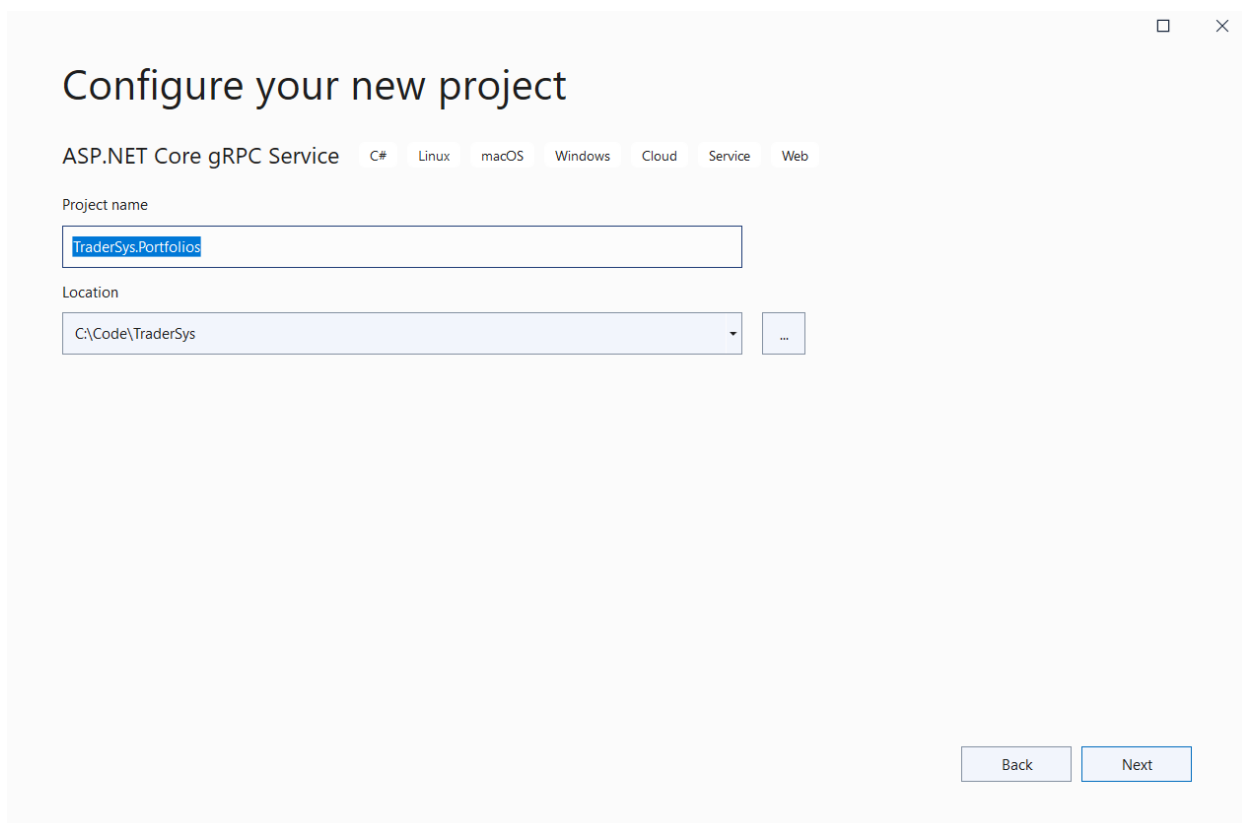 Configure your new project
ASP.NET Core gRPC Service C# Linux macOS Windows Cloud Service Web
Project name
TraderSys.Portfolios
Location
C:\Code\TraderSys ...
Back Next